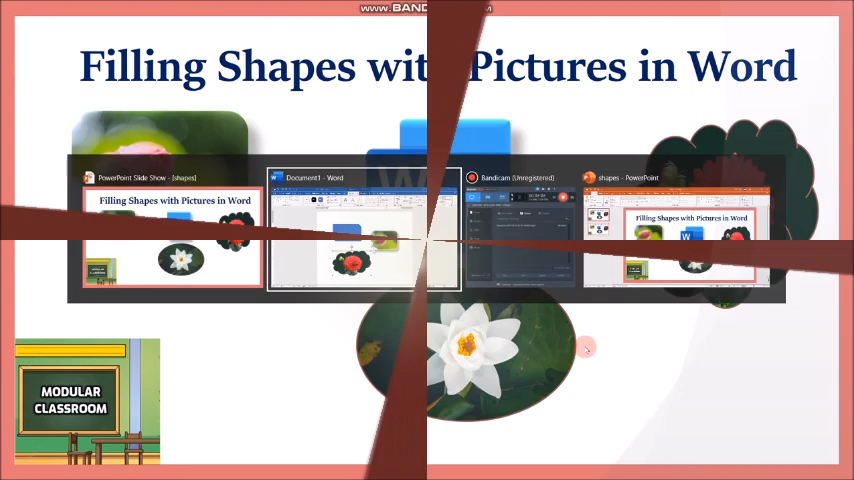 www.BAND
Filling Shapes with Pictures in Word
PowerPoint Slide Show - [shapes]
Document1 - Word
Bandicam (Unregistered)
shapes - PowerPoint
Filling Shapes with Pictures in Word
Filling Shapes with Pictures in Word
W
MODULAR
CLASSROOM